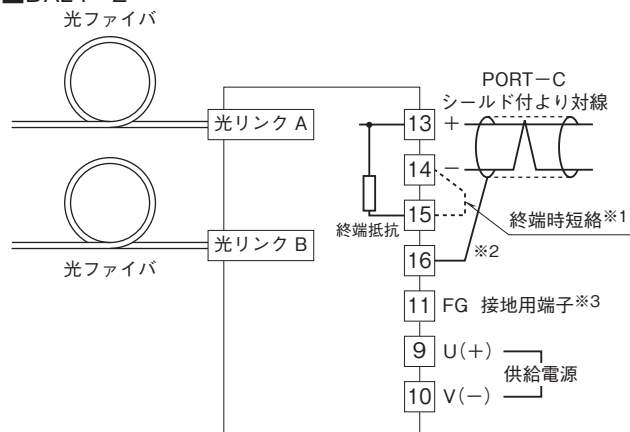 光ファイバ
PORT－C
シールド付より対線
光リンク A
13
＋
14
－
終端時短絡※1
15
終端抵抗
光リンク B
※2
16
光ファイバ
11
FG 接地用端子※3
9
U(＋)
供給電源
10
V(－)